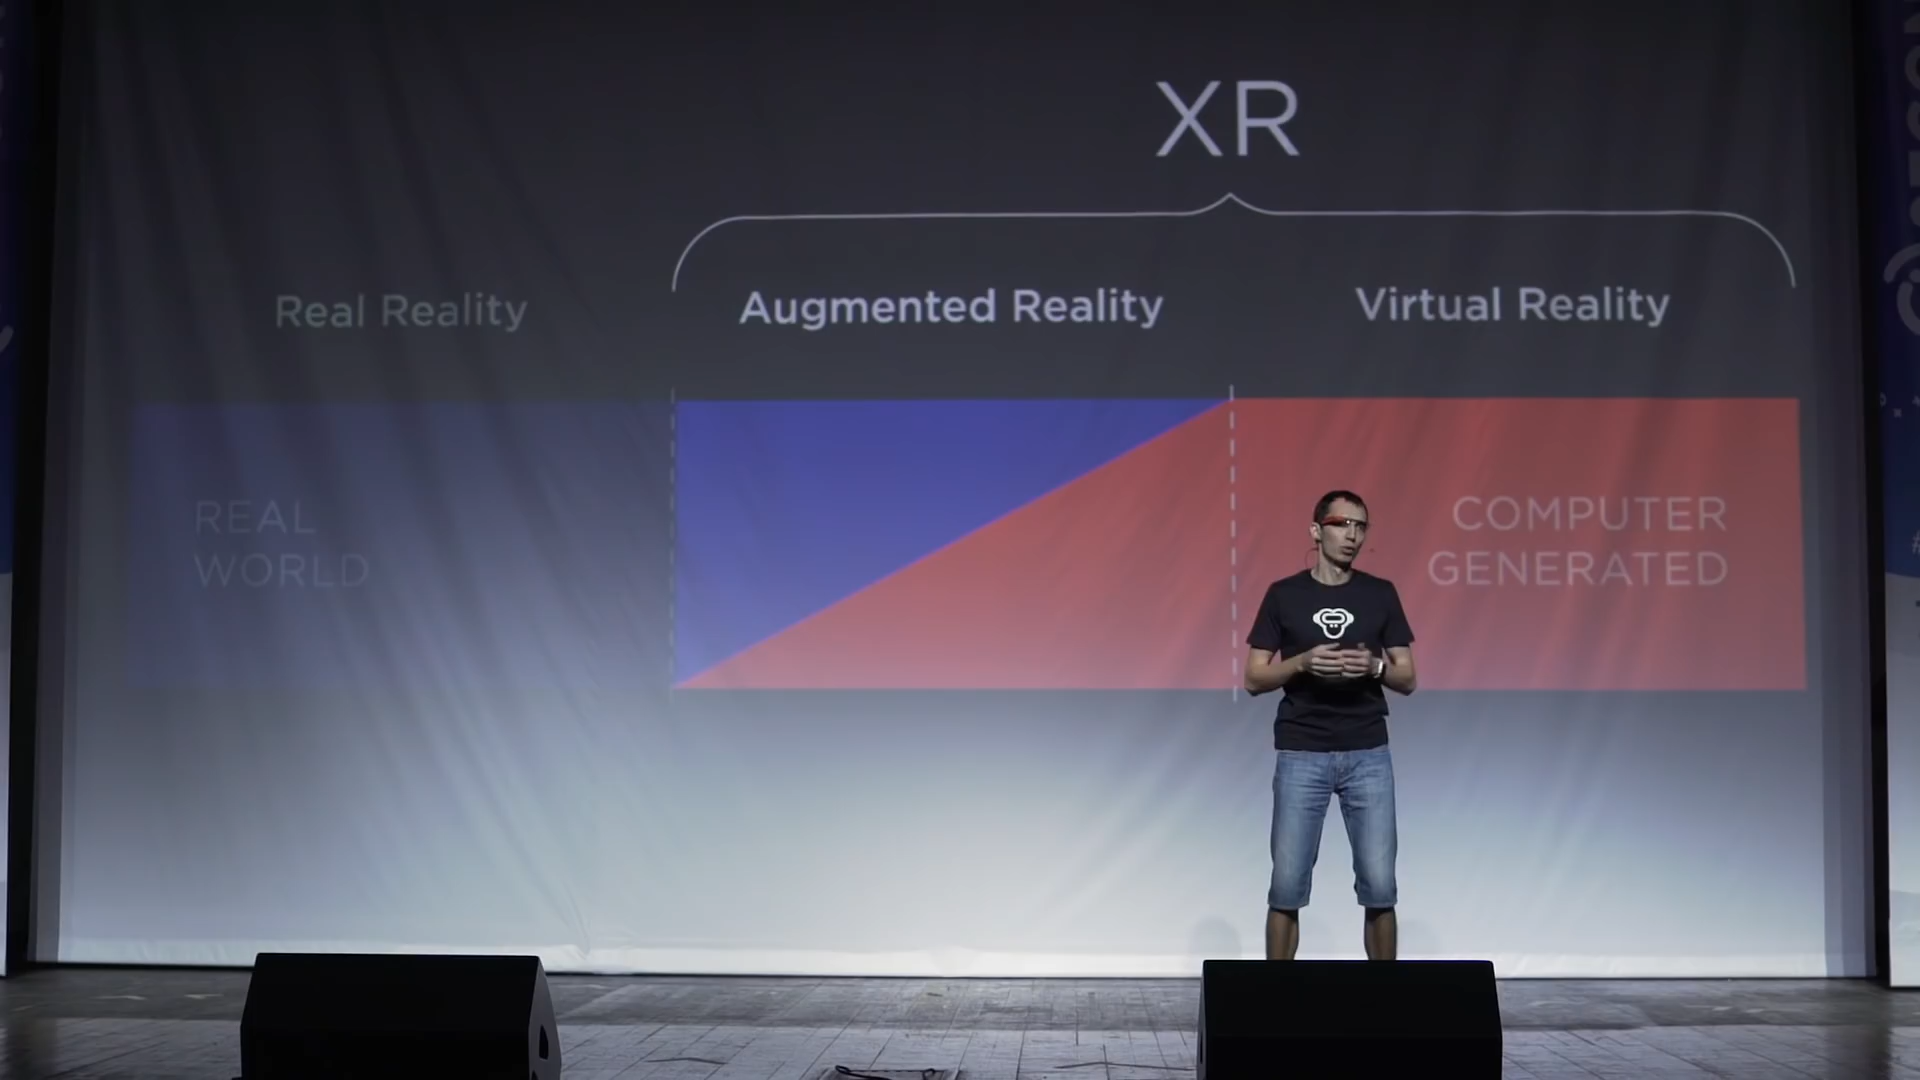 XR
Real Reality
Augmented Reality
Virtual Reality
REAL
WORLD
COMPUTER
GENERATED